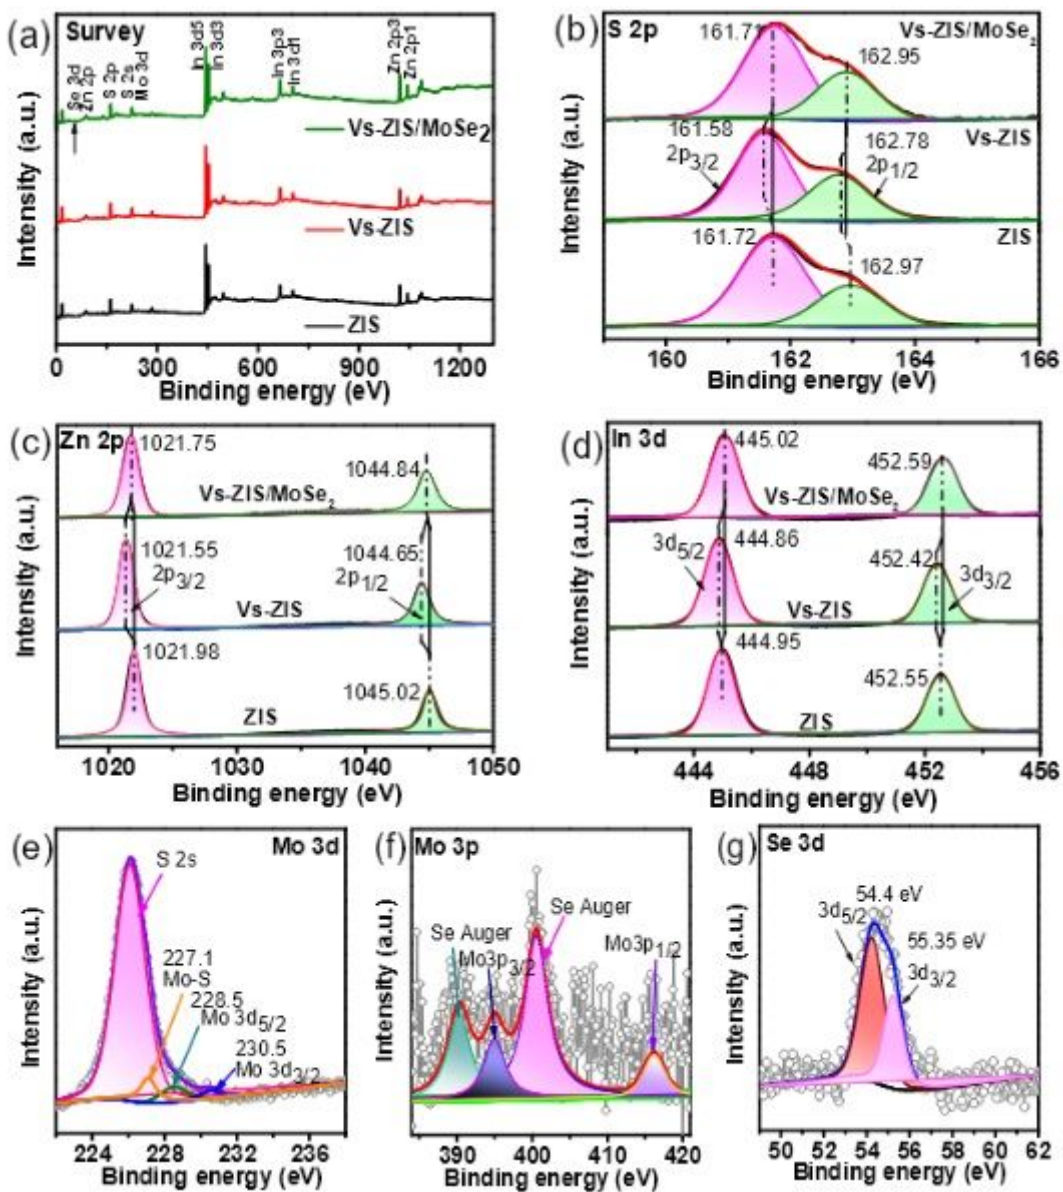 (a)
Survey
Se 3d
Zn 2p
S 2p
S 2s
Mo 3d
In 3d5
In 3d3
In 3p3
In 3d1
Zn 2p3
Zn 2p1
Vs-ZIS/MoSe2
Vs-ZIS
ZIS
Intensity (a.u.)
0 300 600 900 1200
Binding energy (eV)
(b)
S 2p
161.71
Vs-ZIS/MoSe2
162.95
161.58
Vs-ZIS
2p3/2
162.78
2p1/2
161.72
ZIS
162.97
Intensity (a.u.)
160 162 164 166
Binding energy (eV)
(c)
Zn 2p
1021.75
1044.84
Vs-ZIS/MoSe2
1021.55
1044.65
2p3/2
2p1/2
Vs-ZIS
1021.98
1045.02
ZIS
Intensity (a.u.)
1020 1030 1040 1050
Binding energy (eV)
(d)
In 3d
445.02
452.59
Vs-ZIS/MoSe2
3d5/2
444.86
452.42
3d3/2
Vs-ZIS
444.95
452.55
ZIS
Intensity (a.u.)
444 448 452 456
Binding energy (eV)
(e)
Mo 3d
S 2s
227.1
Mo-S
228.5
Mo 3d5/2
230.5
Mo 3d3/2
Intensity (a.u.)
224 228 232 236
Binding energy (eV)
(f)
Mo 3p
Se Auger
Se Auger
Mo3p3/2
Mo3p1/2
Intensity (a.u.)
390 400 410 420
Binding energy (eV)
(g)
Se 3d
54.4 eV
3d5/2
55.35 eV
3d3/2
Intensity (a.u.)
50 52 54 56 58 60 62
Binding energy (eV)